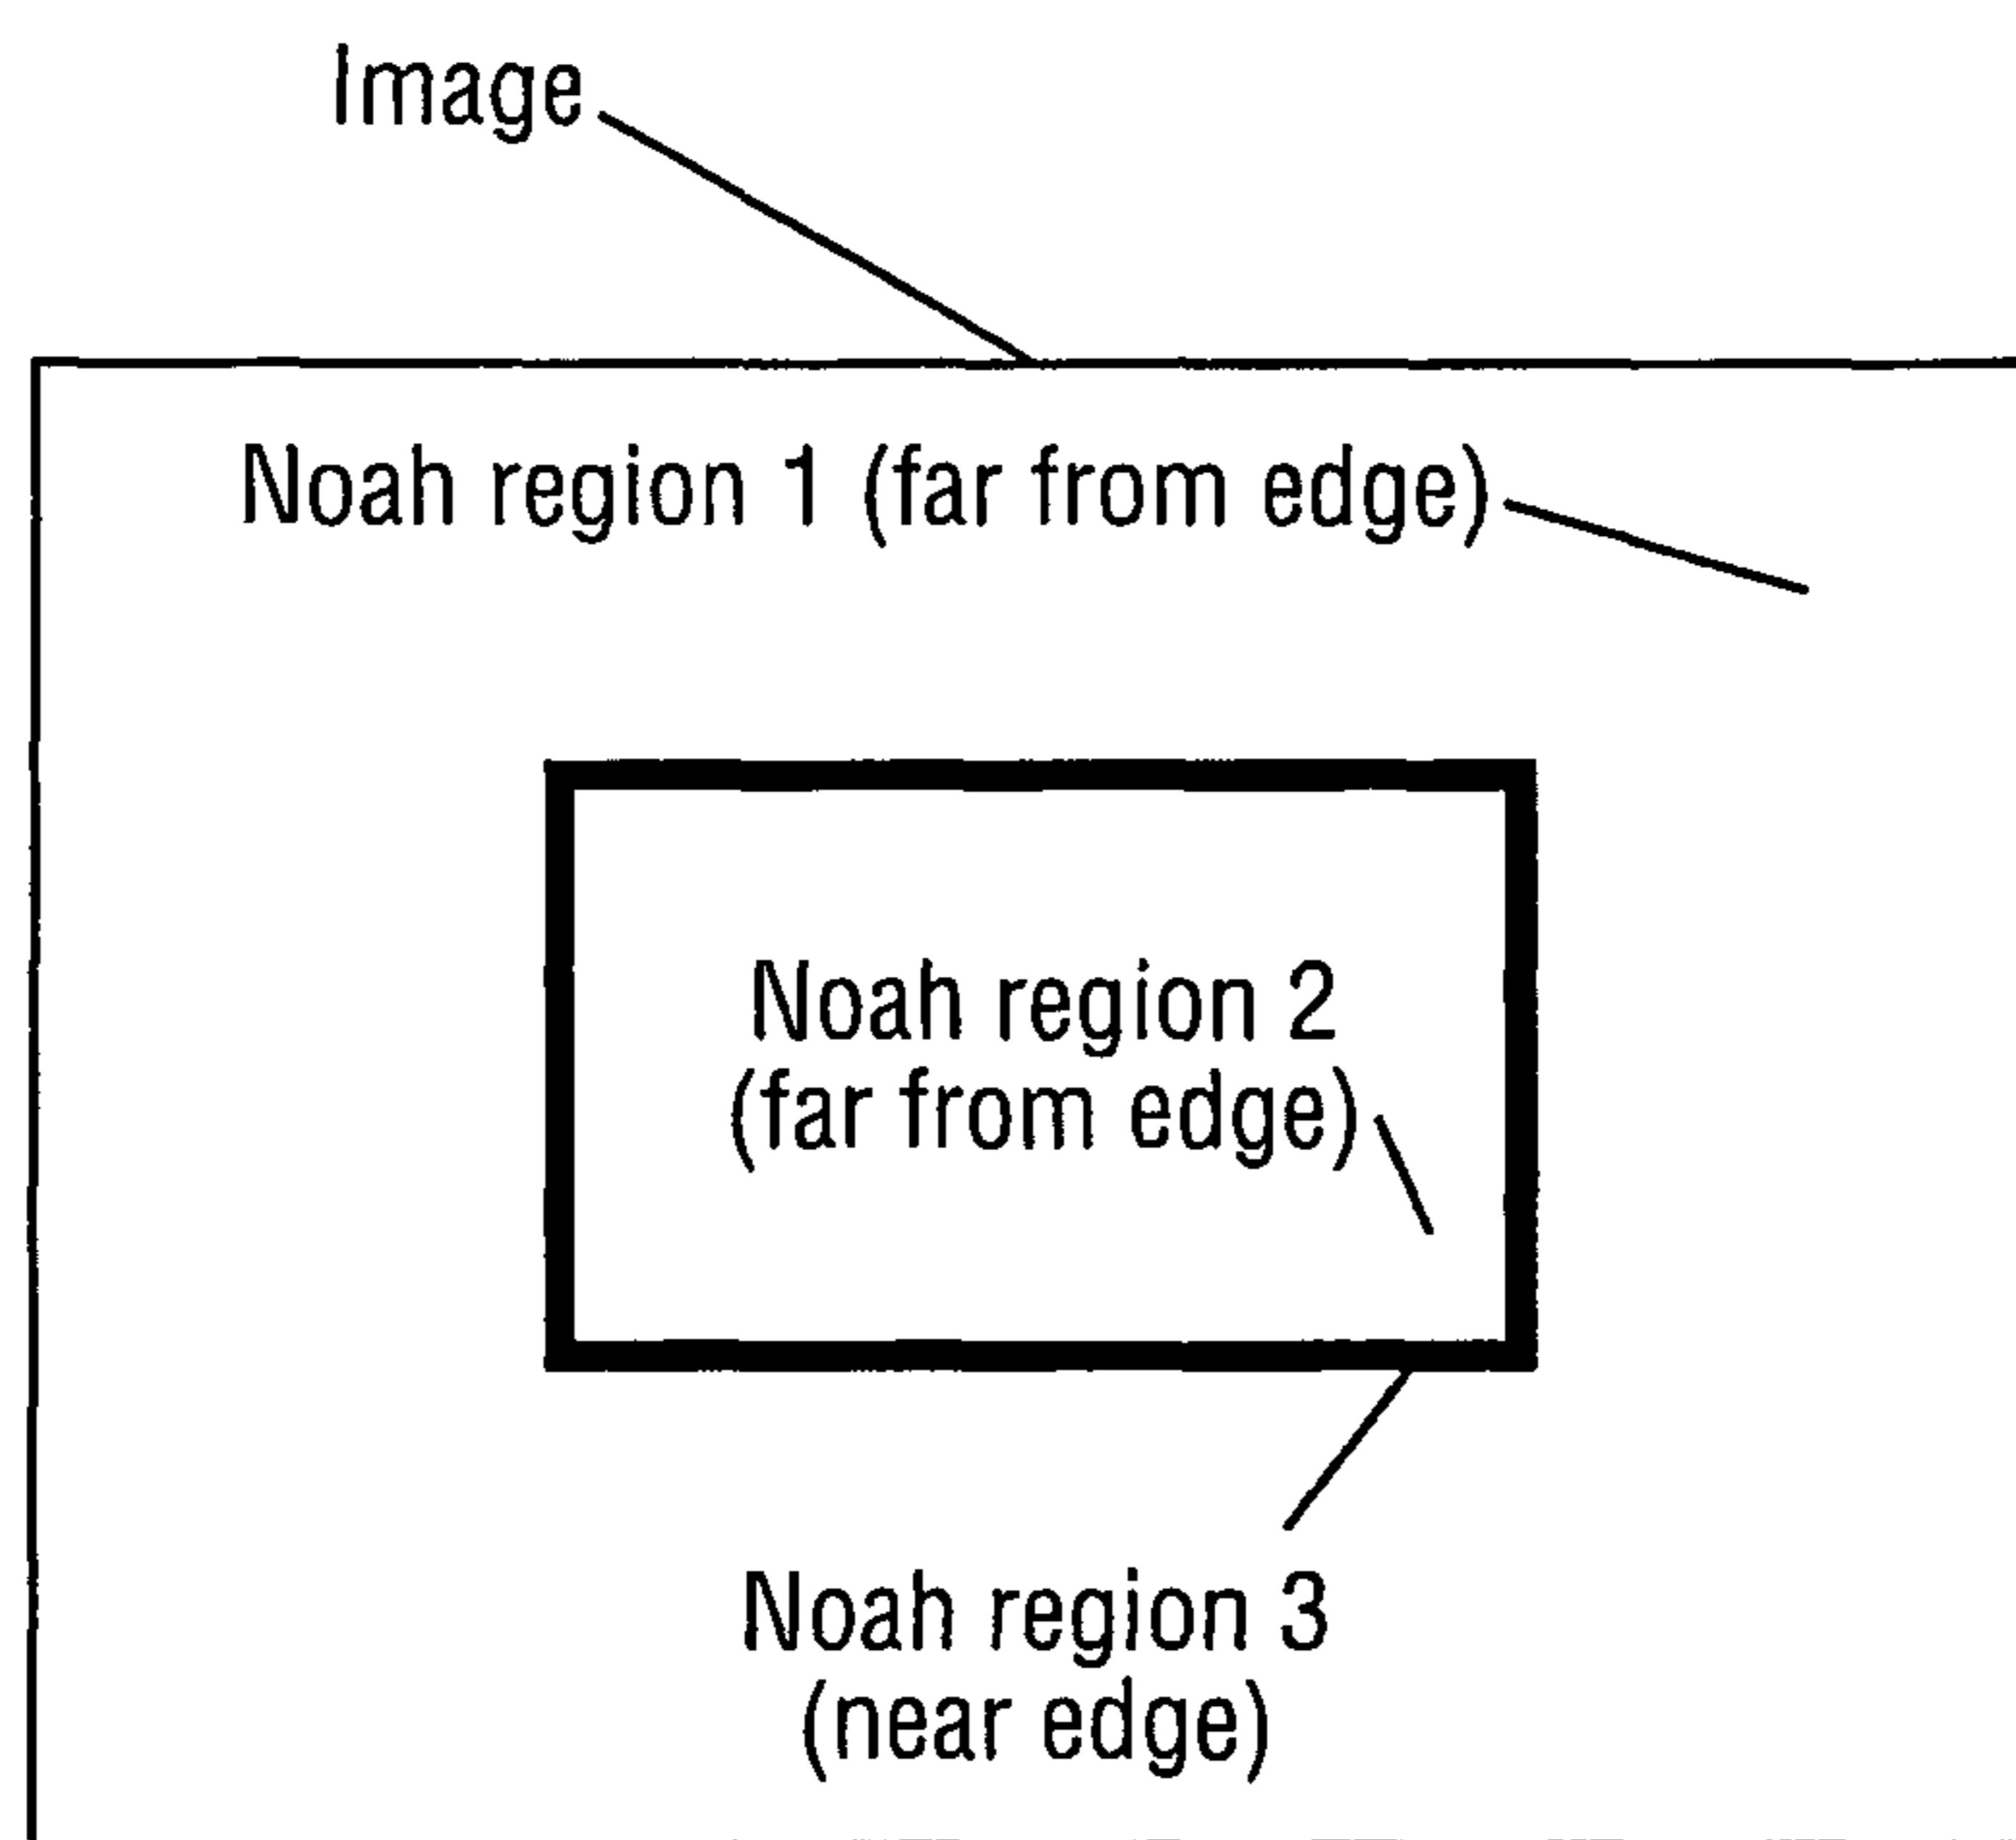 Image
Noah region 1 (far from edge)
Noah region 2
(far from edge)
Noah region 3
(near edge)